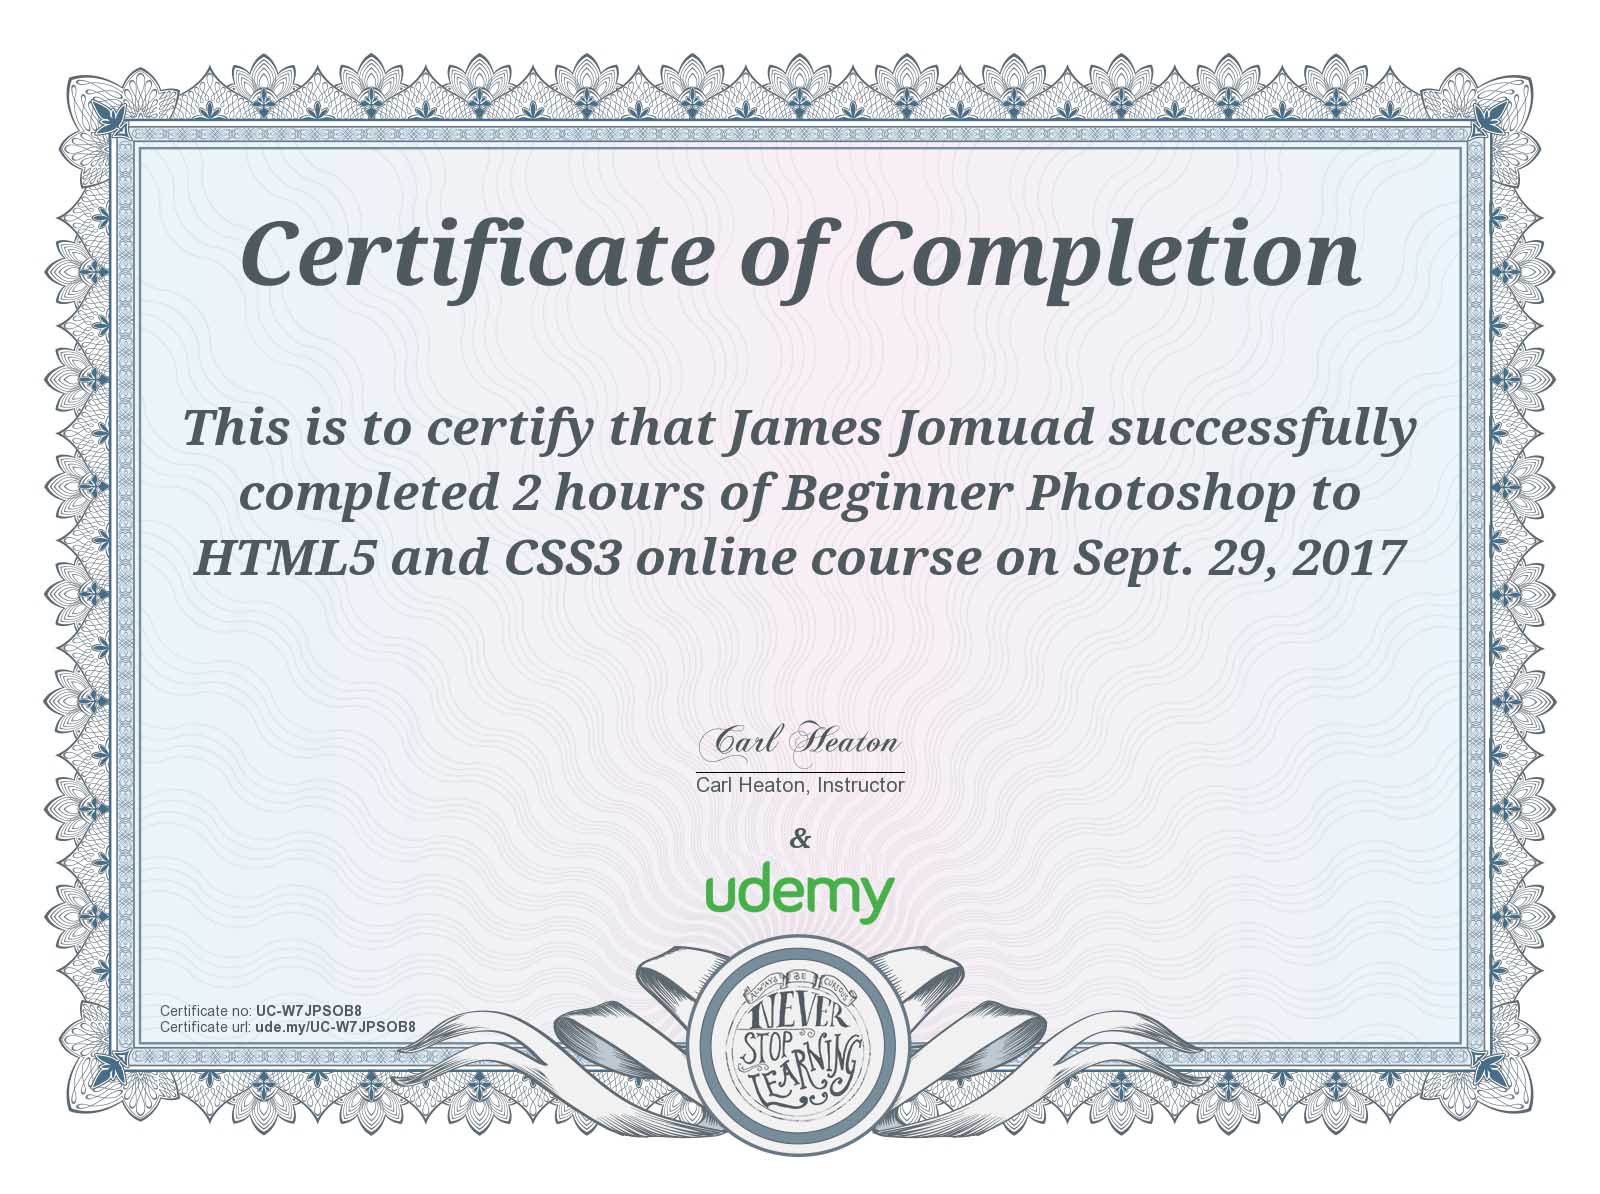 Certificate of Completion
This is to certify that James Jomuad successfully
completed 2 hours of Beginner Photoshop to
HTML5 and CSS3 online course on Sept. 29, 2017
Carl Heaton
Carl Heaton, Instructor
&
udemy
Certificate no: UC-W7JPSOB8
Certificate url: ude.my/UC-W7JPSOB8
ALWAYS BE CURIOUS
NEVER
STOP
LEARNING